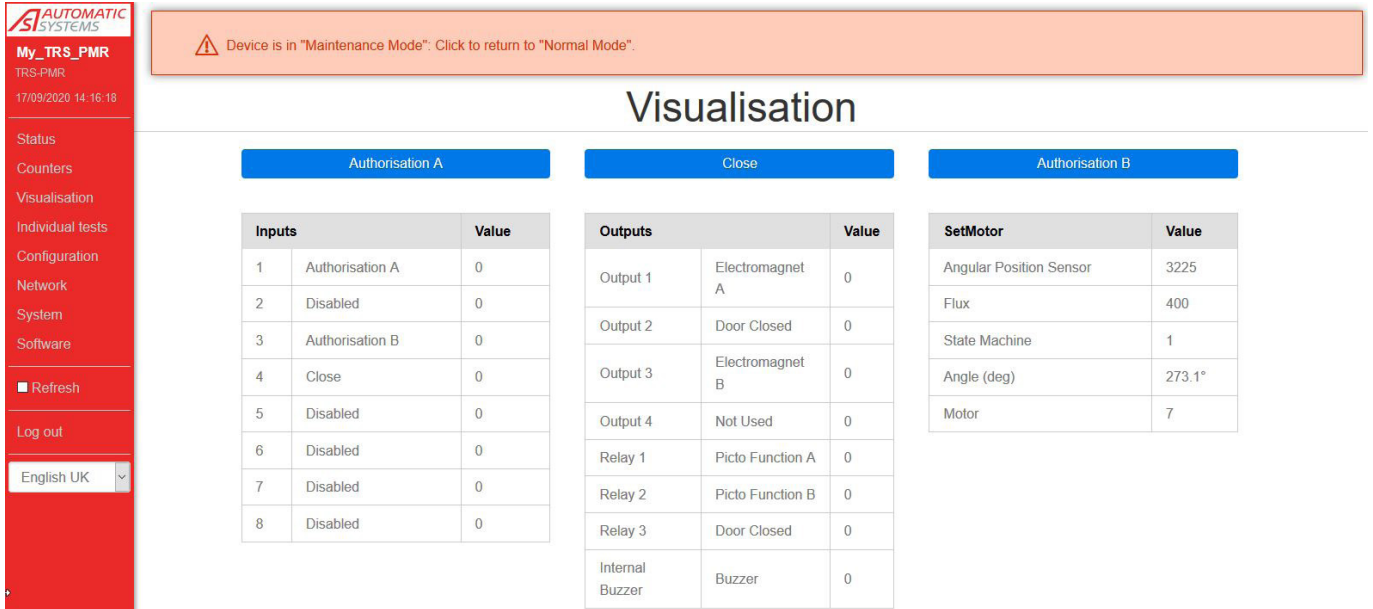 AUTOMATIC
SYSTEMS
My_TRS_PMR
TRS-PMR
17/09/2020 14:16:18
Status
Counters
Visualisation
Individual tests
Configuration
Network
System
Software
Refresh
Log out
English UK
Device is in "Maintenance Mode": Click to return to "Normal Mode".
Visualisation
Authorisation A
Close
Authorisation B
Inputs Value
1 Authorisation A 0
2 Disabled 0
3 Authorisation B 0
4 Close 0
5 Disabled 0
6 Disabled 0
7 Disabled 0
8 Disabled 0
Outputs Value
Output 1 Electromagnet A 0
Output 2 Door Closed 0
Output 3 Electromagnet B 0
Output 4 Not Used 0
Relay 1 Picto Function A 0
Relay 2 Picto Function B 0
Relay 3 Door Closed 0
Internal Buzzer Buzzer 0
SetMotor Value
Angular Position Sensor 3225
Flux 400
State Machine 1
Angle (deg) 273.1°
Motor 7